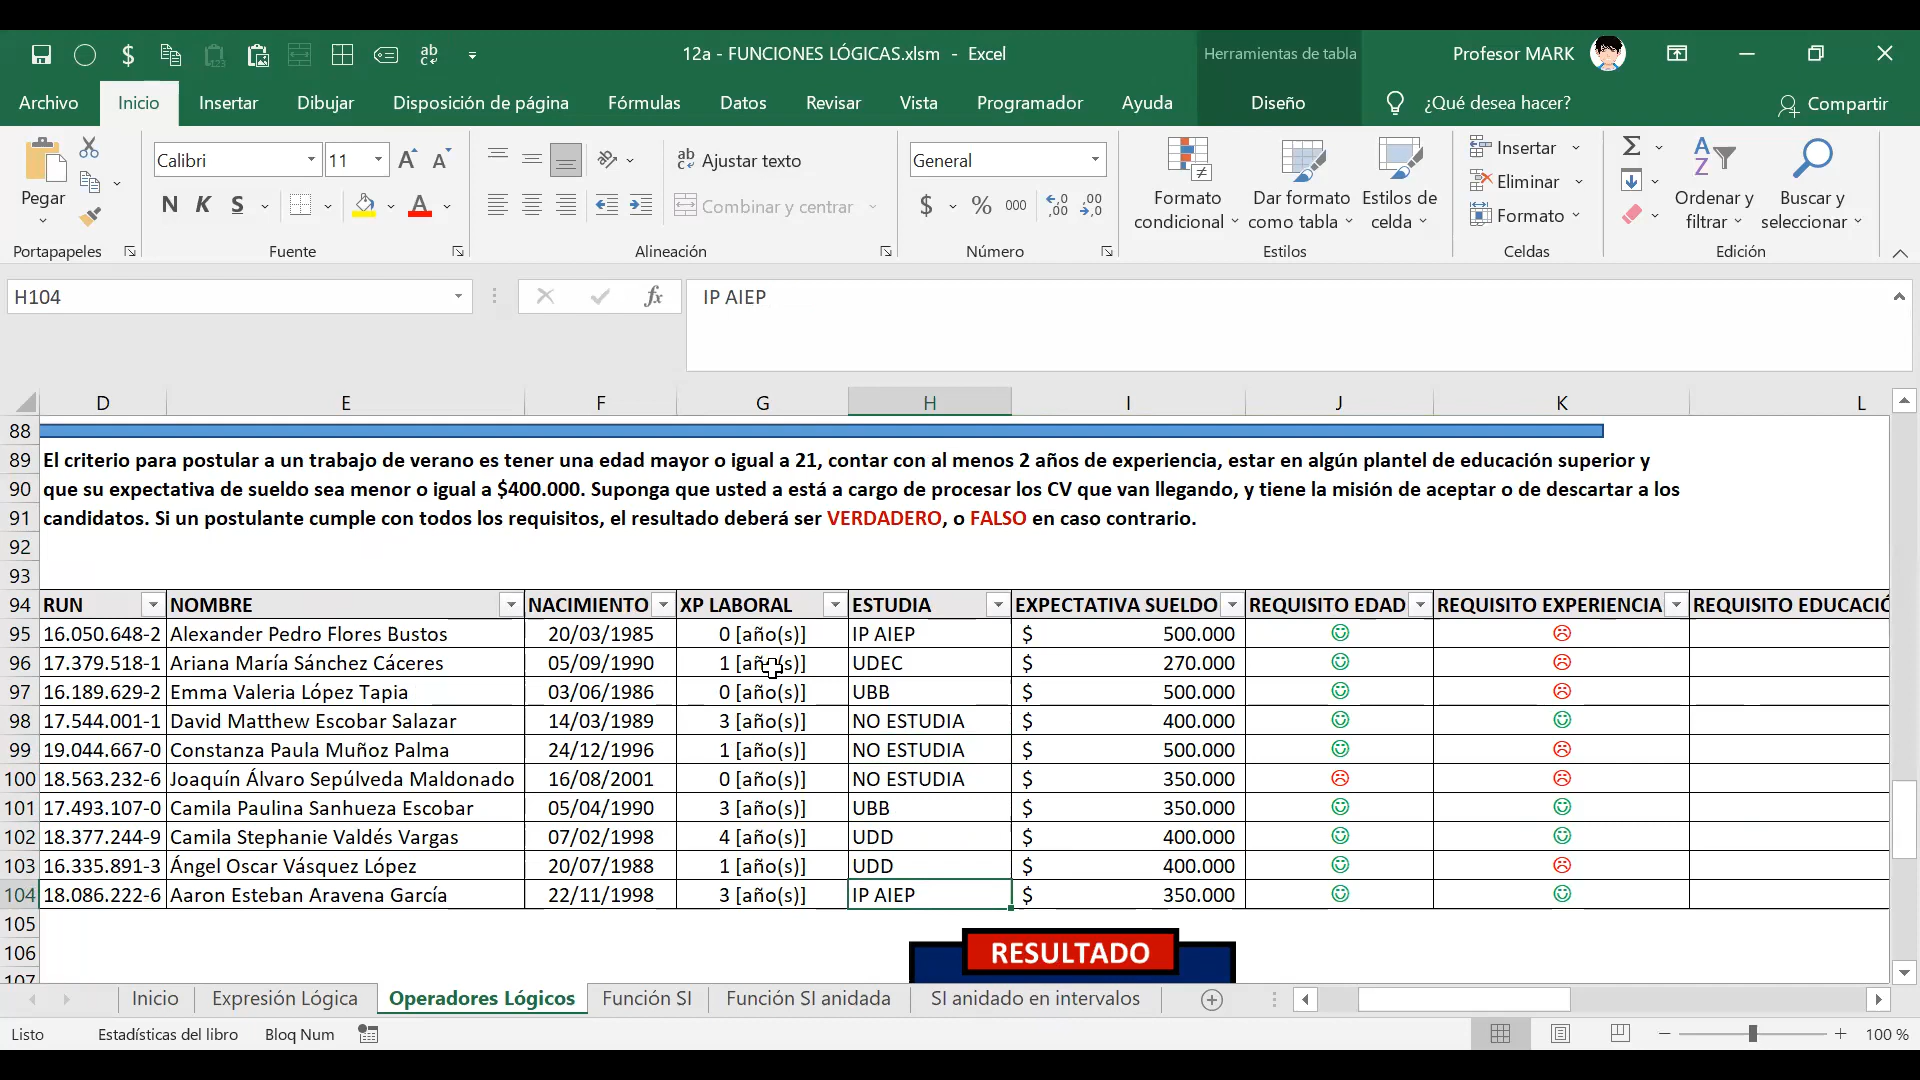 12a - FUNCIONES LÓGICAS.xlsm - Excel
Herramientas de tabla
Profesor MARK
Archivo Inicio Insertar Dibujar Disposición de página Fórmulas Datos Revisar Vista Programador Ayuda Diseño ¿Qué desea hacer? Compartir
Pegar
Portapapeles
Calibri 11
N K S
Fuente
Ajustar texto
Combinar y centrar
Alineación
General
$ % 000
Número
Formato condicional
Dar formato como tabla
Estilos de celda
Estilos
Insertar
Eliminar
Formato
Celdas
Ordenar y filtrar
Buscar y seleccionar
Edición
H104 fx IP AIEP
D E F G H I J K L
88
89 El criterio para postular a un trabajo de verano es tener una edad mayor o igual a 21, contar con al menos 2 años de experiencia, estar en algún plantel de educación superior y
90 que su expectativa de sueldo sea menor o igual a $400.000. Suponga que usted a está a cargo de procesar los CV que van llegando, y tiene la misión de aceptar o de descartar a los
91 candidatos. Si un postulante cumple con todos los requisitos, el resultado deberá ser VERDADERO, o FALSO en caso contrario.
92
93
94 RUN NOMBRE NACIMIENTO XP LABORAL ESTUDIA EXPECTATIVA SUELDO REQUISITO EDAD REQUISITO EXPERIENCIA REQUISITO EDUCACIÓ
95 16.050.648-2 Alexander Pedro Flores Bustos 20/03/1985 0 [año(s)] IP AIEP $ 500.000
96 17.379.518-1 Ariana María Sánchez Cáceres 05/09/1990 1 [año(s)] UDEC $ 270.000
97 16.189.629-2 Emma Valeria López Tapia 03/06/1986 0 [año(s)] UBB $ 500.000
98 17.544.001-1 David Matthew Escobar Salazar 14/03/1989 3 [año(s)] NO ESTUDIA $ 400.000
99 19.044.667-0 Constanza Paula Muñoz Palma 24/12/1996 1 [año(s)] NO ESTUDIA $ 500.000
100 18.563.232-6 Joaquín Álvaro Sepúlveda Maldonado 16/08/2001 0 [año(s)] NO ESTUDIA $ 350.000
101 17.493.107-0 Camila Paulina Sanhueza Escobar 05/04/1990 3 [año(s)] UBB $ 350.000
102 18.377.244-9 Camila Stephanie Valdés Vargas 07/02/1998 4 [año(s)] UDD $ 400.000
103 16.335.891-3 Ángel Oscar Vásquez López 20/07/1988 1 [año(s)] UDD $ 400.000
104 18.086.222-6 Aaron Esteban Aravena García 22/11/1998 3 [año(s)] IP AIEP $ 350.000
105
106 RESULTADO
107
Inicio Expresión Lógica Operadores Lógicos Función SI Función SI anidada SI anidado en intervalos
Listo Estadísticas del libro Bloq Num 100 %